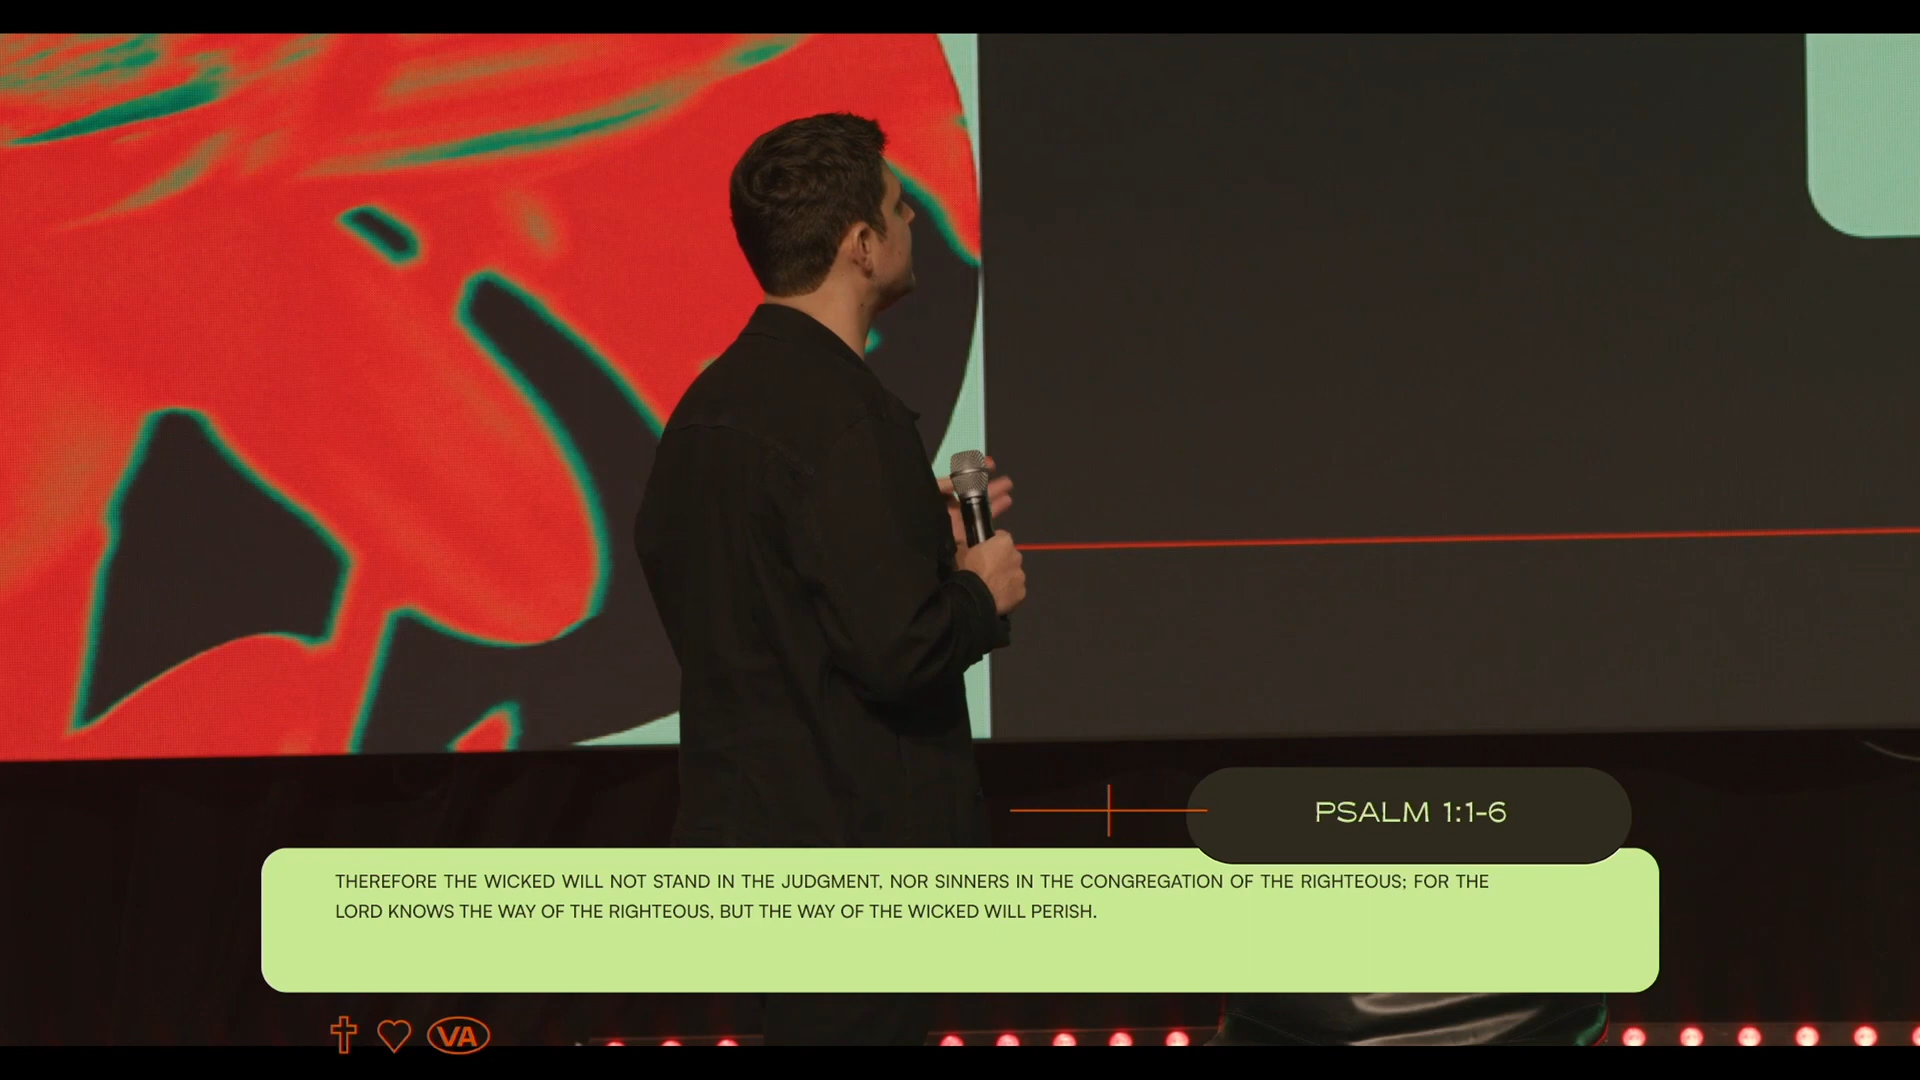 PSALM 1:1-6
THEREFORE THE WICKED WILL NOT STAND IN THE JUDGMENT, NOR SINNERS IN THE CONGREGATION OF THE RIGHTEOUS; FOR THE
LORD KNOWS THE WAY OF THE RIGHTEOUS, BUT THE WAY OF THE WICKED WILL PERISH.
VA